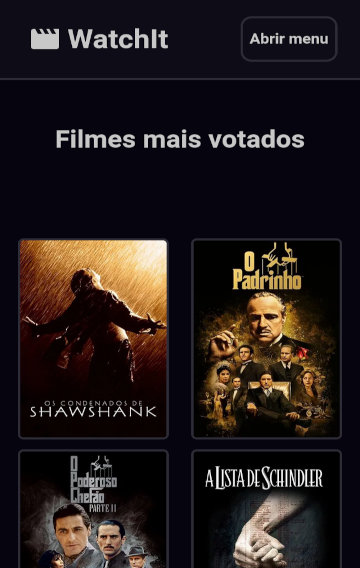 WatchIt
Abrir menu
Filmes mais votados
O
Padrinho
OS CONDENADOS DE
SHAWSHANK
O
Poderoso
Chefão
PARTE II
A LISTA DE SCHINDLER